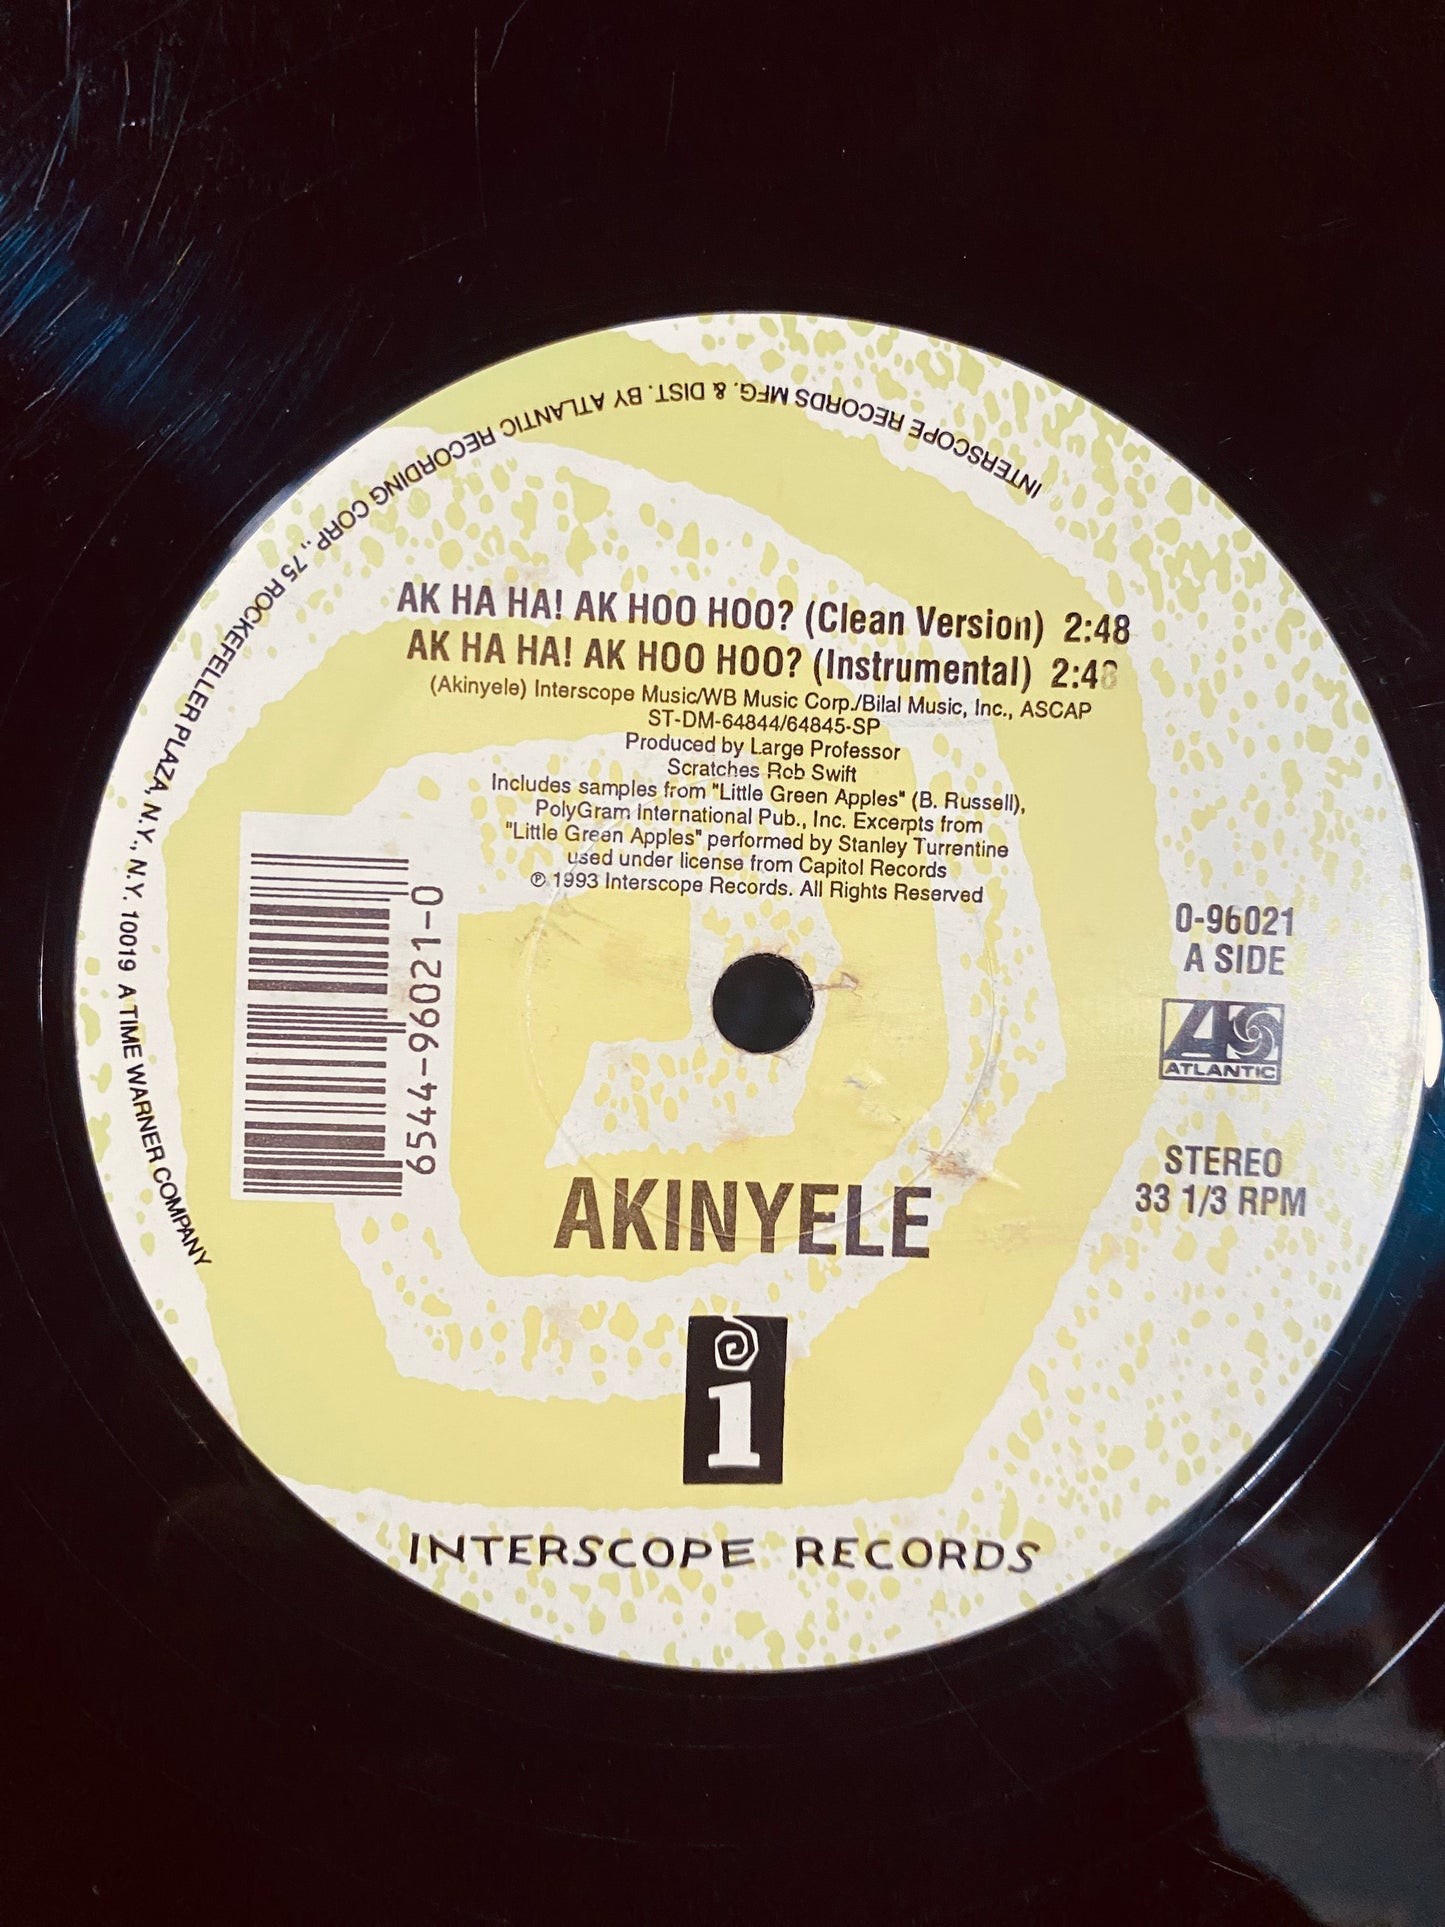 INTERSCOPE RECORDS MFG. & DIST. BY ATLANTIC RECORDING CORP., 75 ROCKEFELLER PLAZA, N.Y., N.Y. 10019 A TIME WARNER COMPANY
AK HA HA! AK HOO HOO? (Clean Version) 2:48
AK HA HA! AK HOO HOO? (Instrumental) 2:48
(Akinyele) Interscope Music/WB Music Corp./Bilal Music, Inc., ASCAP
ST-DM-64844/64845-SP
Produced by Large Professor
Scratches Rob Swift
Includes samples from "Little Green Apples" (B. Russell),
PolyGram International Pub., Inc. Excerpts from
"Little Green Apples" performed by Stanley Turrentine
used under license from Capitol Records
℗ 1993 Interscope Records. All Rights Reserved
6544-96021-0
0-96021
A SIDE
ATLANTIC
STEREO
33 1/3 RPM
AKINYELE
i
INTERSCOPE RECORDS